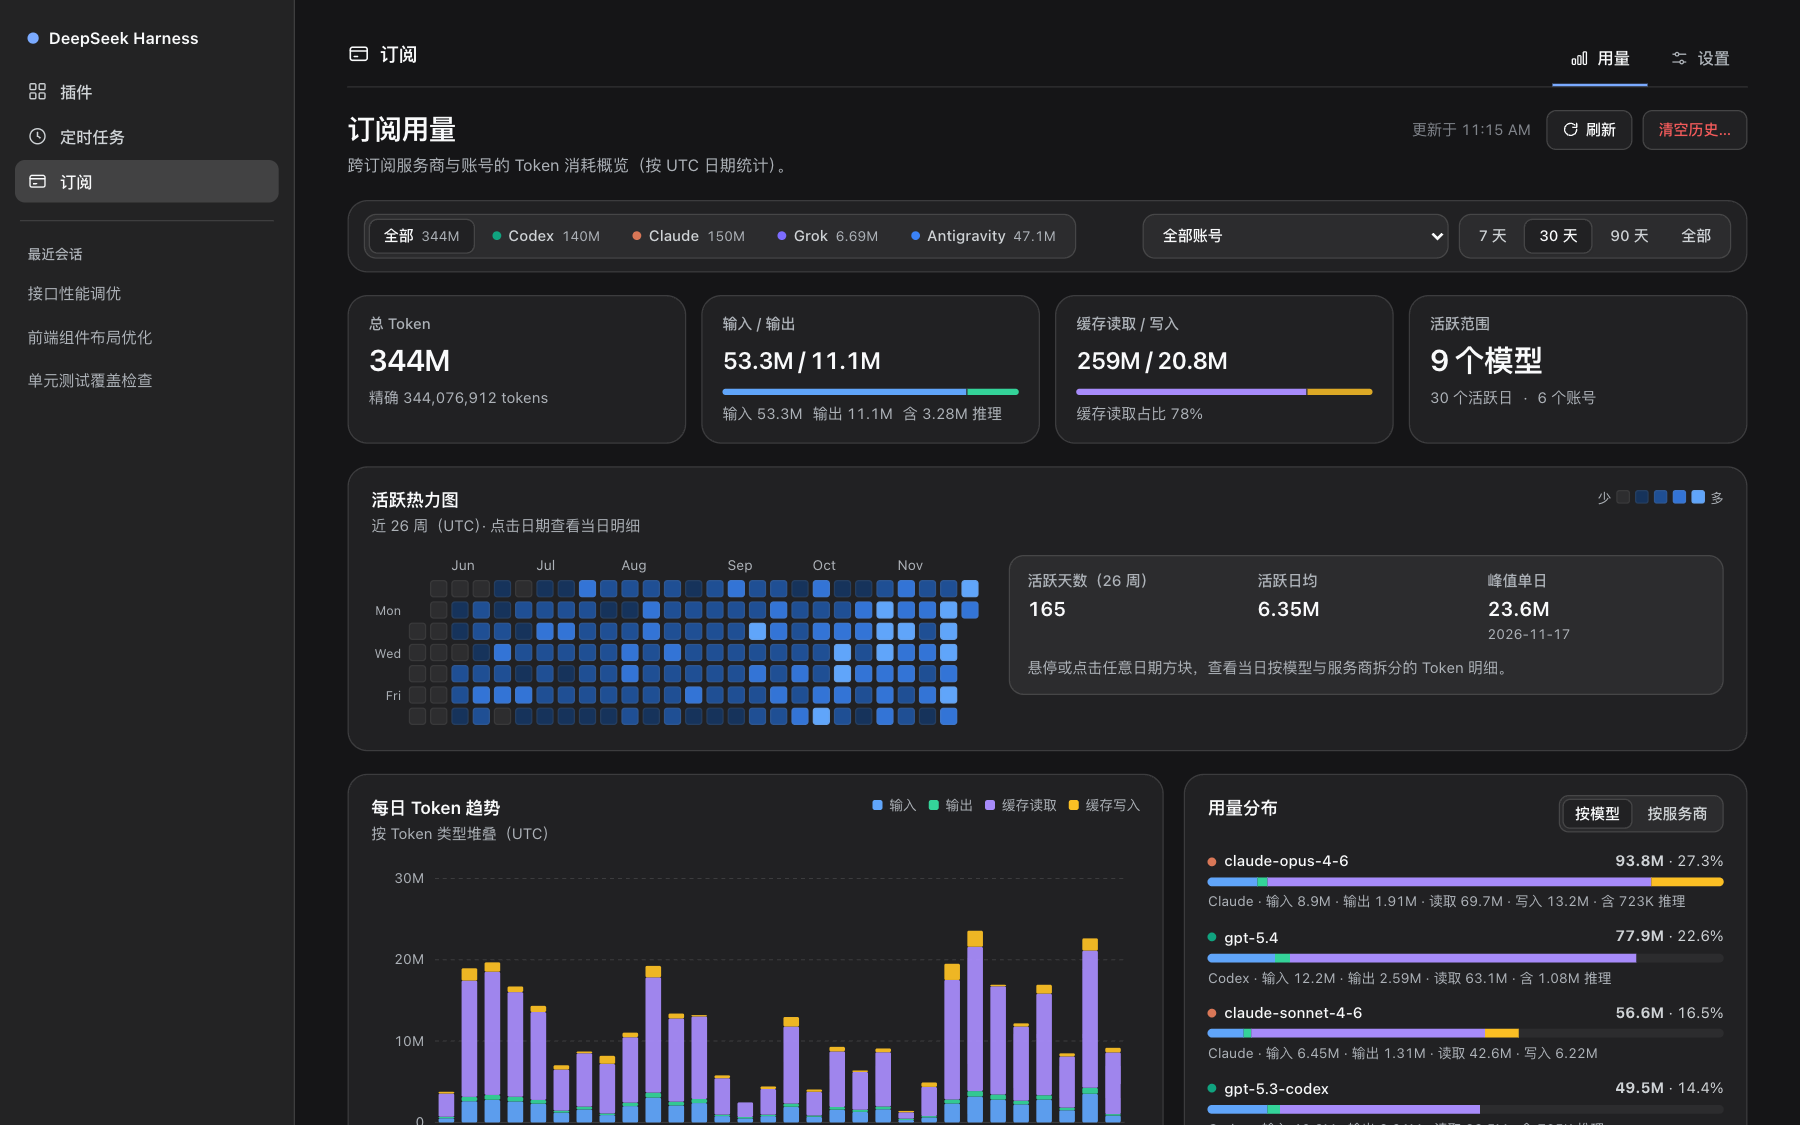 DeepSeek Harness
插件
定时任务
订阅
最近会话
接口性能调优
前端组件布局优化
单元测试覆盖检查
订阅
用量
设置
订阅用量
跨订阅服务商与账号的 Token 消耗概览（按 UTC 日期统计）。
更新于 11:15 AM
刷新
清空历史...
全部 344M
Codex 140M
Claude 150M
Grok 6.69M
Antigravity 47.1M
全部账号
7 天
30 天
90 天
全部
总 Token
344M
精确 344,076,912 tokens
输入 / 输出
53.3M / 11.1M
输入 53.3M 输出 11.1M 含 3.28M 推理
缓存读取 / 写入
259M / 20.8M
缓存读取占比 78%
活跃范围
9 个模型
30 个活跃日 · 6 个账号
活跃热力图
近 26 周（UTC）· 点击日期查看当日明细
少
多
Jun Jul Aug Sep Oct Nov
Mon
Wed
Fri
活跃天数（26 周）
165
活跃日均
6.35M
峰值单日
23.6M
2026-11-17
悬停或点击任意日期方块，查看当日按模型与服务商拆分的 Token 明细。
每日 Token 趋势
按 Token 类型堆叠（UTC）
输入 输出 缓存读取 缓存写入
30M
20M
10M
0
用量分布
按模型
按服务商
claude-opus-4-6
93.8M · 27.3%
Claude · 输入 8.9M · 输出 1.91M · 读取 69.7M · 写入 13.2M · 含 723K 推理
gpt-5.4
77.9M · 22.6%
Codex · 输入 12.2M · 输出 2.59M · 读取 63.1M · 含 1.08M 推理
claude-sonnet-4-6
56.6M · 16.5%
Claude · 输入 6.45M · 输出 1.31M · 读取 42.6M · 写入 6.22M
gpt-5.3-codex
49.5M · 14.4%